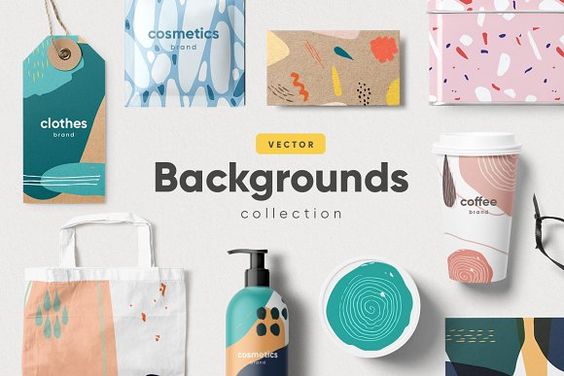 cosmetics
brand
clothes
brand
VECTOR
Backgrounds
collection
coffee
brand
cosmetics
brand